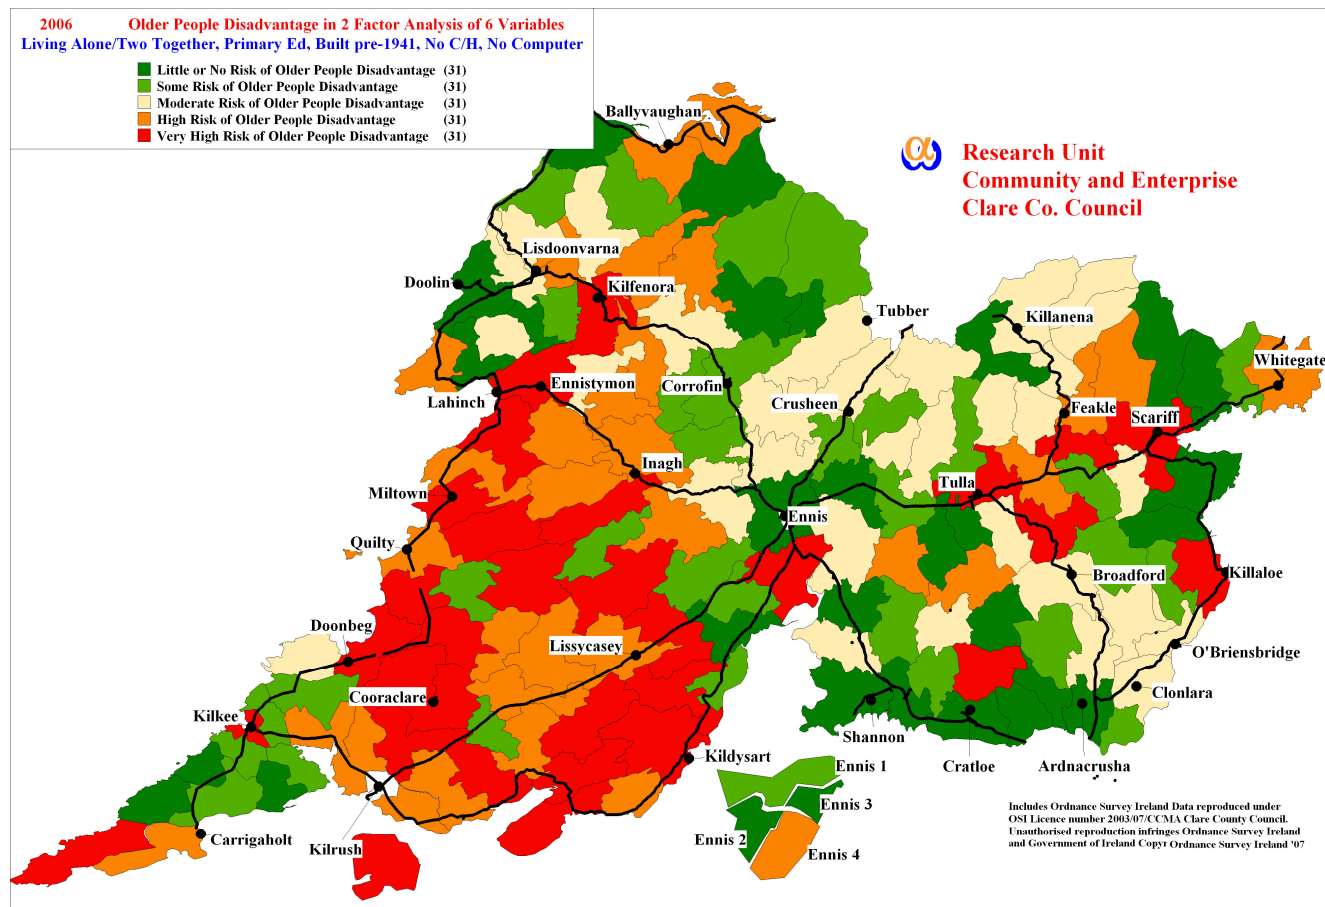 2006 Older People Disadvantage in 2 Factor Analysis of 6 Variables
Living Alone/Two Together, Primary Ed, Built pre-1941, No C/H, No Computer
Little or No Risk of Older People Disadvantage (31)
Some Risk of Older People Disadvantage (31)
Moderate Risk of Older People Disadvantage (31)
High Risk of Older People Disadvantage (31)
Very High Risk of Older People Disadvantage (31)
Research Unit
Community and Enterprise
Clare Co. Council
Ballyvaughan
Lisdoonvarna
Doolin
Kilfenora
Tubber
Killanena
Whitegate
Ennistymon
Corrofin
Lahinch
Crusheen
Feakle
Scariff
Inagh
Miltown
Tulla
Ennis
Quilty
Broadford
Killaloe
Doonbeg
Lissycasey
O'Briensbridge
Cooraclare
Clonlara
Kilkee
Shannon
Cratloe
Ardnacrusha
Kildysart
Carrigaholt
Kilrush
Ennis 1
Ennis 3
Ennis 2
Ennis 4
Includes Ordnance Survey Ireland Data reproduced under
OSI Licence number 2003/07/CCMA Clare County Council.
Unauthorised reproduction infringes Ordnance Survey Ireland
and Government of Ireland Copyr Ordnance Survey Ireland '07